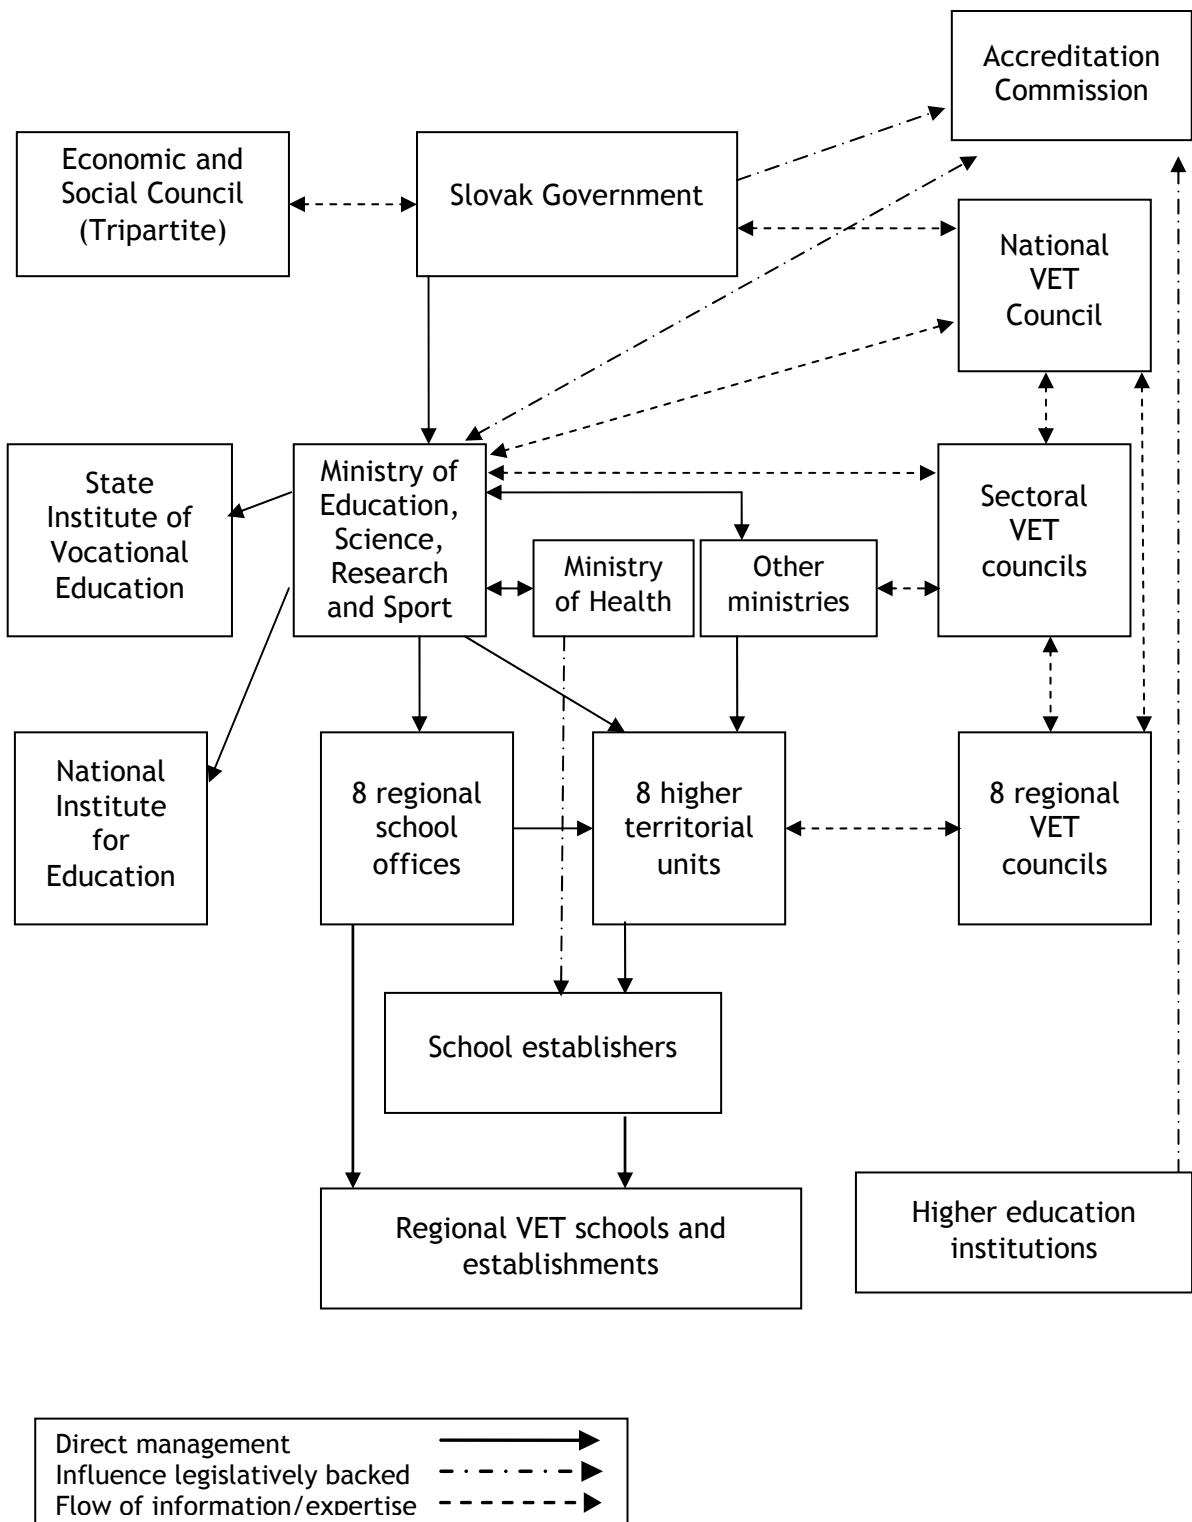 Accreditation
Commission
Economic and
Social Council
(Tripartite)
Slovak Government
National
VET
Council
State
Institute of
Vocational
Education
Ministry of
Education,
Science,
Research
and Sport
Ministry
of Health
Other
ministries
Sectoral
VET
councils
National
Institute
for
Education
8 regional
school
offices
8 higher
territorial
units
8 regional
VET
councils
School establishers
Regional VET schools and
establishments
Higher education
institutions
Direct management
Influence legislatively backed
Flow of information/expertise